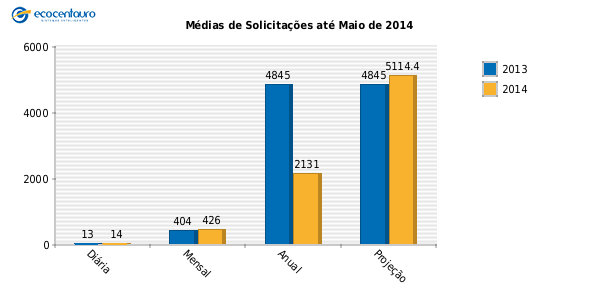 ecocentauro
Médias de Solicitações até Maio de 2014
6000
4000
2000
0
13
14
404
426
4845
2131
4845
5114.4
Diária
Mensal
Anual
Projeção
2013
2014